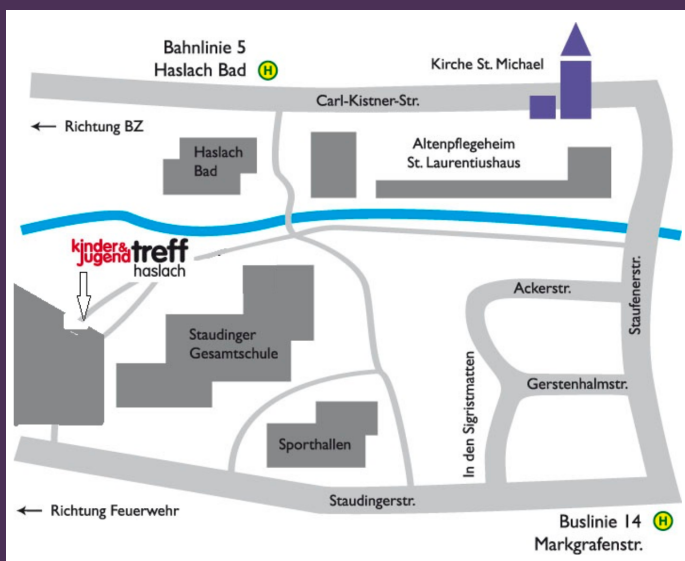 Bahnlinie 5
Haslach Bad
H
Kirche St. Michael
Carl-Kistner-Str.
← Richtung BZ
Haslach
Bad
Altenpflegeheim
St. Laurentiushaus
kinder&
jugend treff
haslach
Ackerstr.
Staufenerstr.
Staudinger
Gesamtschule
Gerstenhalmstr.
In den Sigristmatten
Sporthallen
Staudingerstr.
← Richtung Feuerwehr
Buslinie 14
H
Markgrafenstr.